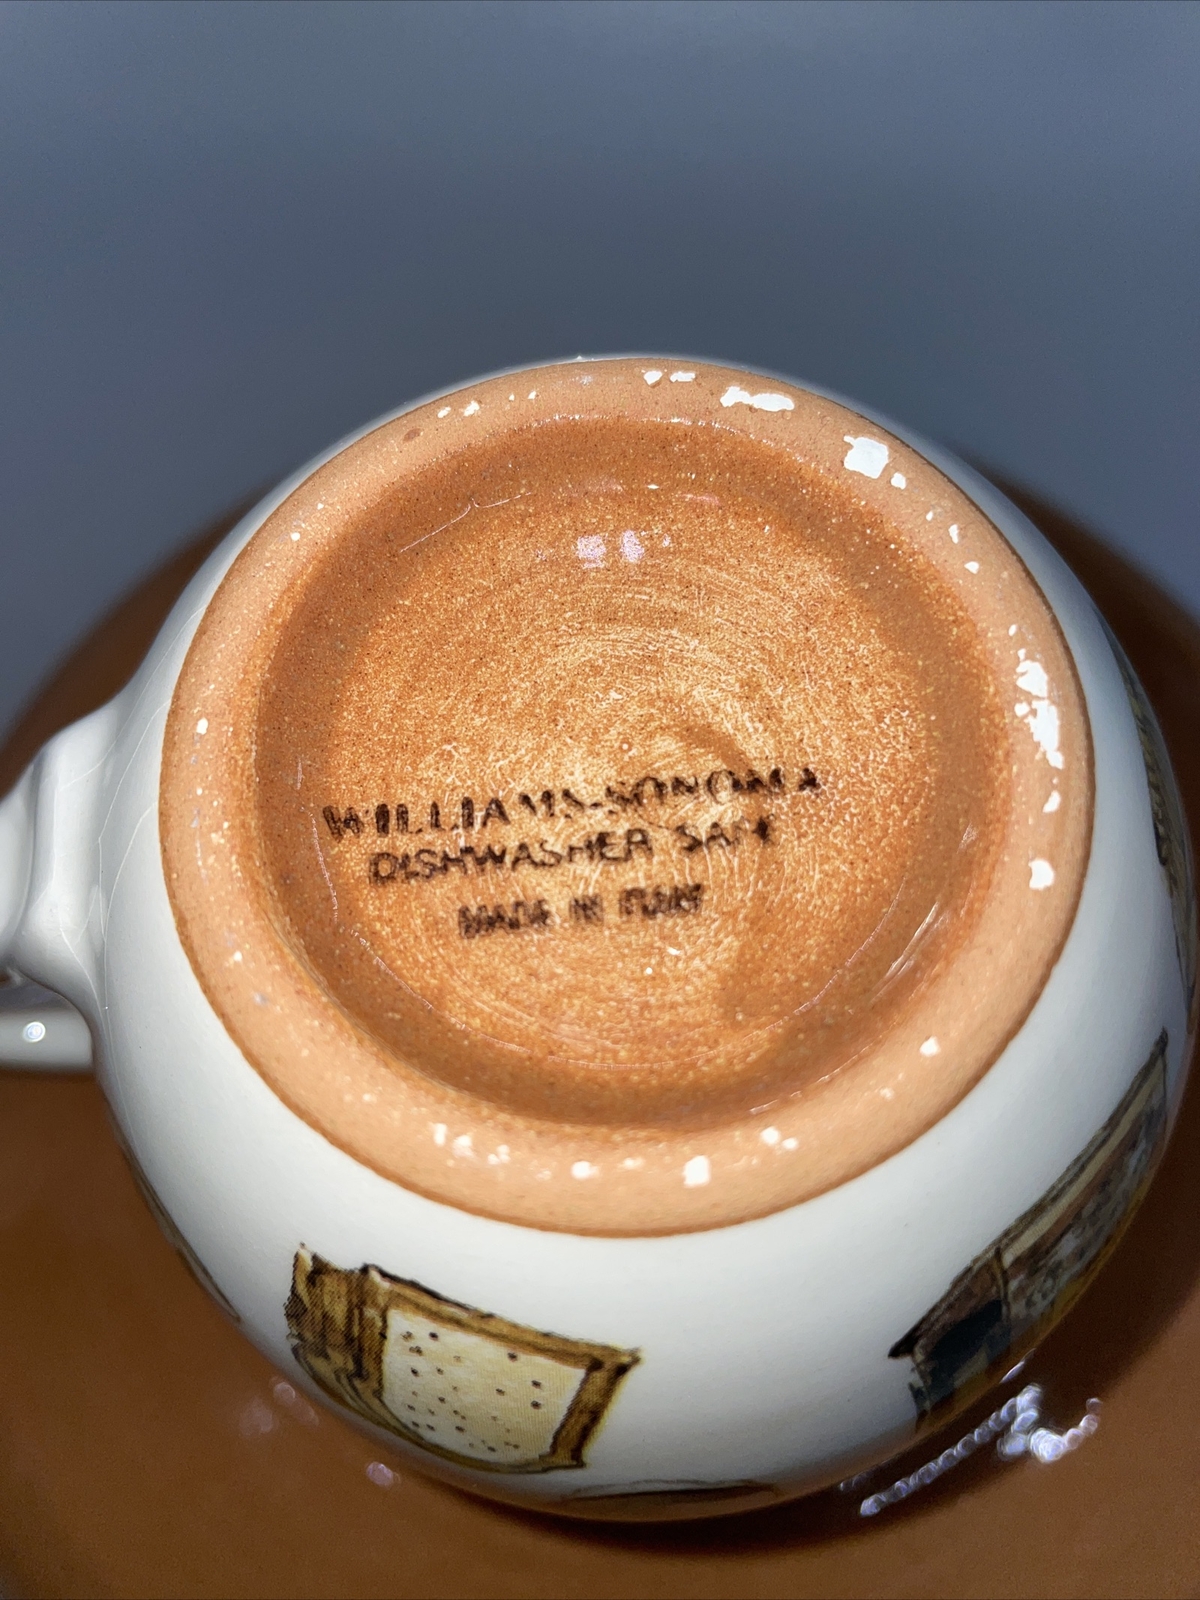 WILLIAMS-SONOMA
DISHWASHER SAFE
MADE IN ITALY